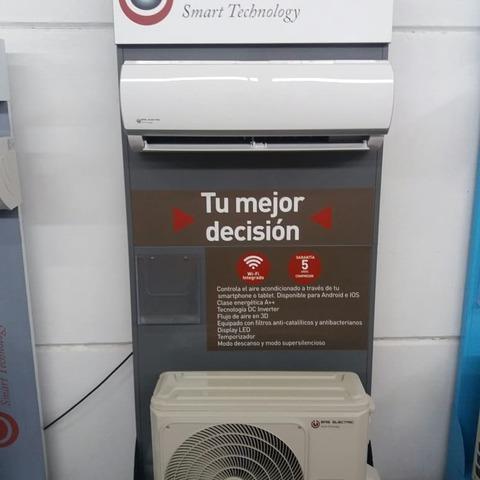 Smart Technology
Tu mejor
decisión
Wi-Fi
Integrado
GARANTÍA
5
AÑOS
COMPRESOR
Controla el aire acondicionado a través de tu
smartphone o tablet. Disponible para Android e IOS
Clase energética A++
Tecnología DC Inverter
Flujo de aire en 3D
Equipado con filtros anti-catalíticos y antibacterianos
Display LED
Temporizador
Modo descanso y modo supersilencioso
Smart Technology
ELECTRIC